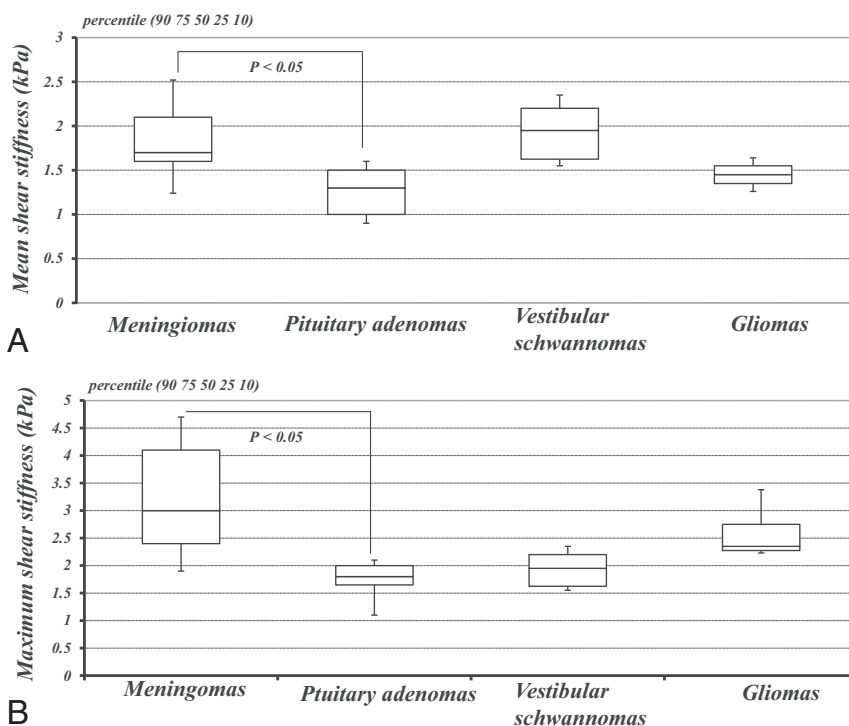 percentile (90 75 50 25 10)
Mean shear stiffness (kPa)
3
2.5
2
1.5
1
0.5
0
P < 0.05
Meningiomas
Pituitary adenomas
Vestibular
schwannomas
Gliomas
A
percentile (90 75 50 25 10)
Maximum shear stiffness (kPa)
5
4.5
4
3.5
3
2.5
2
1.5
1
0.5
0
P < 0.05
Meningomas
Ptuitary adenomas
Vestibular
schwannomas
Gliomas
B